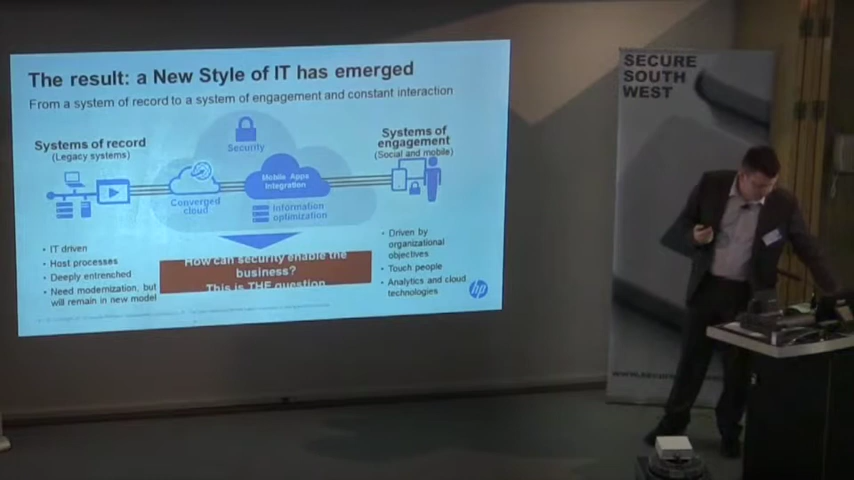 The result: a New Style of IT has emerged
From a system of record to a system of engagement and constant interaction
Systems of record
(Legacy systems)
Security
Systems of
engagement
(Social and mobile)
Mobile Apps
Integration
Converged
cloud
Information
optimization
• IT driven
• Host processes
• Deeply entrenched
• Need modernization, but
will remain in new model
How can security enable the
business?
This is THE question
• Driven by
organizational
objectives
• Touch people
• Analytics and cloud
technologies
hp
SECURE
SOUTH
WEST